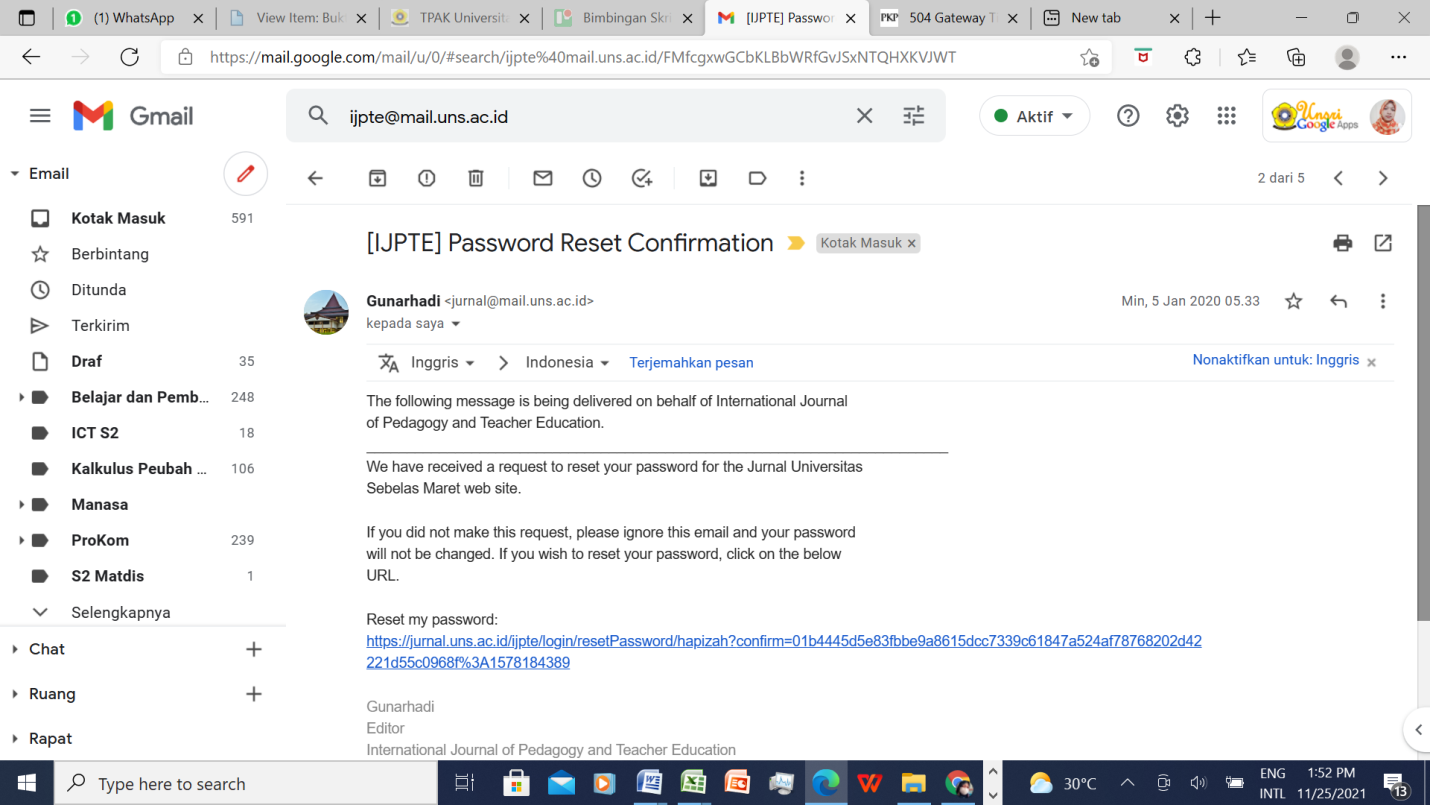 (1) WhatsApp
View Item: Buk
TPAK Universit
Bimbingan Skri
[IJPTE] Passwor
PKP 504 Gateway T
New tab
https://mail.google.com/mail/u/0/#search/ijpte%40mail.uns.ac.id/FMfcgxwGCbKLBbWRfGvJSxNTQHXKVJWT
Gmail
ijpte@mail.uns.ac.id
Aktif
Unsri
Google Apps
Email
2 dari 5
Kotak Masuk 591
Berbintang
Ditunda
Terkirim
Draf 35
Belajar dan Pemb... 248
ICT S2 18
Kalkulus Peubah ... 106
Manasa
ProKom 239
S2 Matdis 1
Selengkapnya
Chat
Ruang
Rapat
[IJPTE] Password Reset Confirmation
Kotak Masuk ×
Gunarhadi <jurnal@mail.uns.ac.id>
Min, 5 Jan 2020 05.33
kepada saya
Inggris > Indonesia Terjemahkan pesan
Nonaktifkan untuk: Inggris ×
The following message is being delivered on behalf of International Journal
of Pedagogy and Teacher Education.
We have received a request to reset your password for the Jurnal Universitas
Sebelas Maret web site.
If you did not make this request, please ignore this email and your password
will not be changed. If you wish to reset your password, click on the below
URL.
Reset my password:
https://jurnal.uns.ac.id/ijpte/login/resetPassword/hapizah?confirm=01b4445d5e83fbbe9a8615dcc7339c61847a524af78768202d42
221d55c0968f%3A1578184389
Gunarhadi
Editor
International Journal of Pedagogy and Teacher Education
Type here to search
30°C
ENG
INTL
1:52 PM
11/25/2021
13